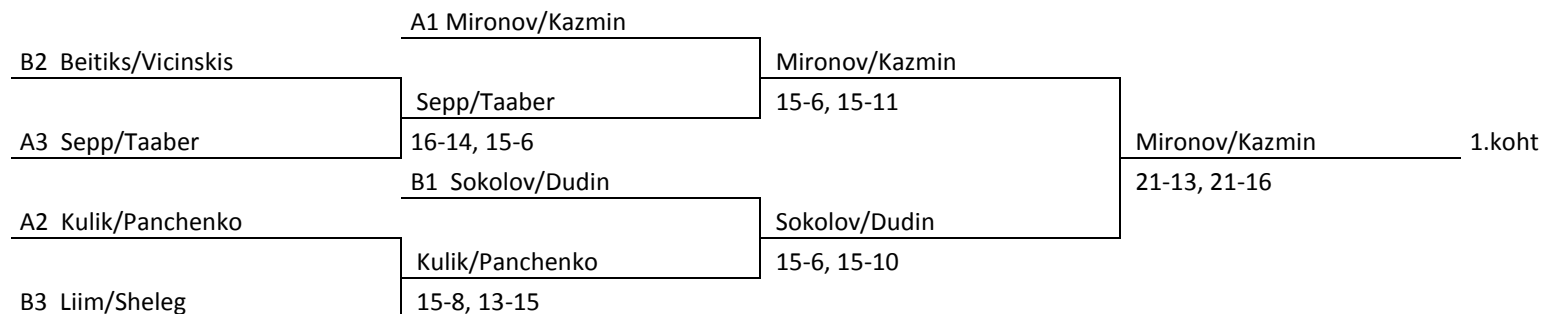 A1 Mironov/Kazmin
B2 Beitiks/Vicinskis
Mironov/Kazmin
Sepp/Taaber
15-6, 15-11
A3 Sepp/Taaber
16-14, 15-6
Mironov/Kazmin
1.koht
B1 Sokolov/Dudin
21-13, 21-16
A2 Kulik/Panchenko
Sokolov/Dudin
Kulik/Panchenko
15-6, 15-10
B3 Liim/Sheleg
15-8, 13-15